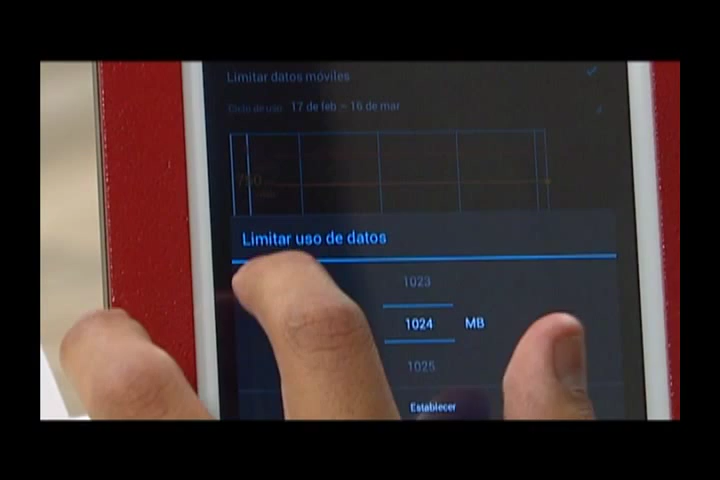 Limitar datos móviles
Ciclo de uso 17 de feb – 16 de mar
750
Limitar uso de datos
1023
1024 MB
1025
Establecer